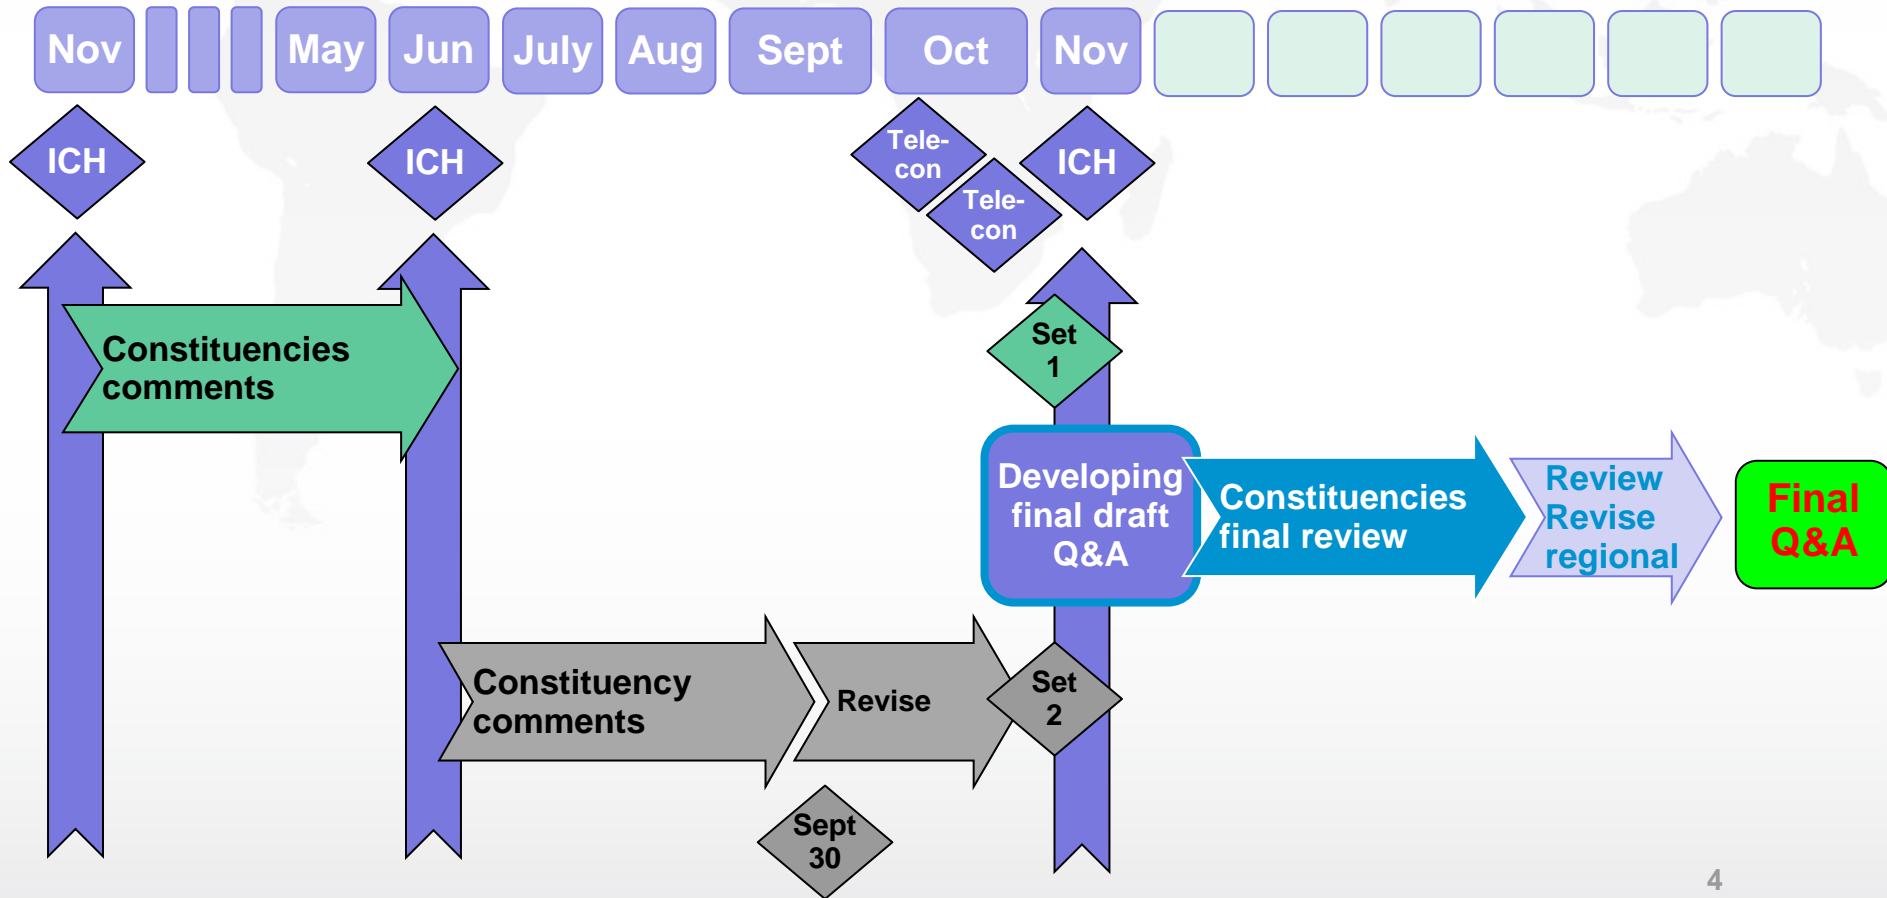 Nov May Jun July Aug Sept Oct Nov
ICH
ICH
Tele-
con
Tele-
con
ICH
Constituencies
comments
Set
1
Developing
final draft
Q&A
Constituencies
final review
Review
Revise
regional
Final
Q&A
Constituency
comments
Revise
Set
2
Sept
30
4